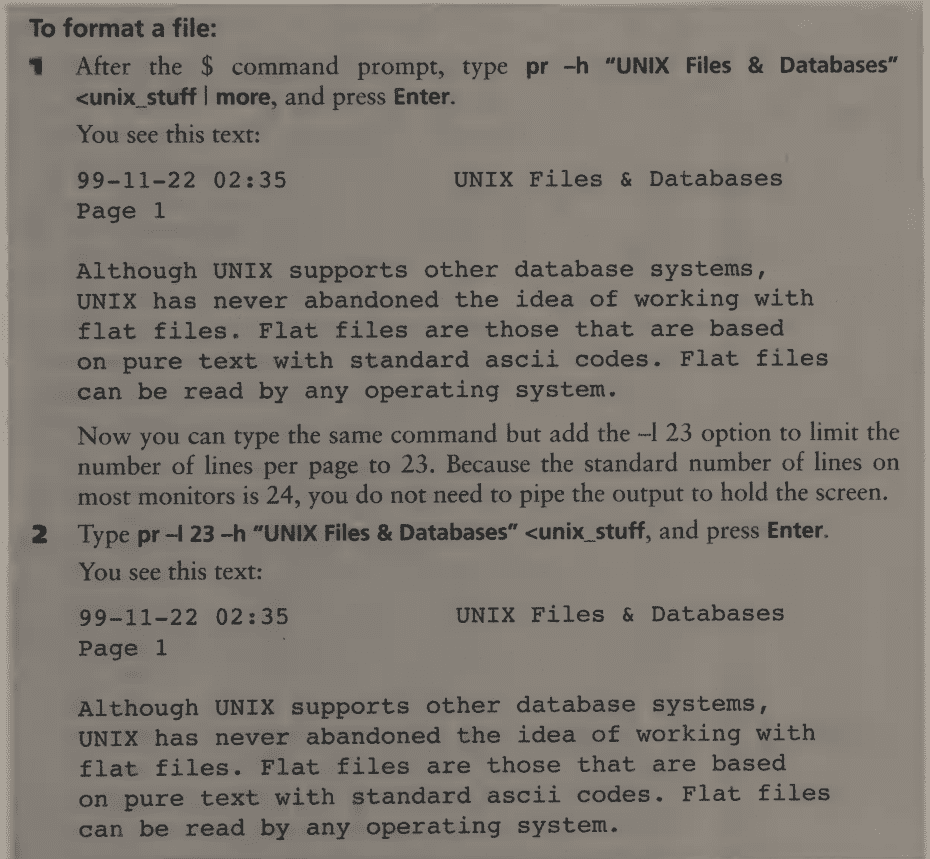 To format a file:
1 After the $ command prompt, type pr –h “UNIX Files & Databases”
<unix_stuff | more, and press Enter.
You see this text:
99-11-22 02:35 UNIX Files & Databases
Page 1
Although UNIX supports other database systems,
UNIX has never abandoned the idea of working with
flat files. Flat files are those that are based
on pure text with standard ascii codes. Flat files
can be read by any operating system.
Now you can type the same command but add the –l 23 option to limit the
number of lines per page to 23. Because the standard number of lines on
most monitors is 24, you do not need to pipe the output to hold the screen.
2 Type pr –l 23 –h “UNIX Files & Databases” <unix_stuff, and press Enter.
You see this text:
99-11-22 02:35 UNIX Files & Databases
Page 1
Although UNIX supports other database systems,
UNIX has never abandoned the idea of working with
flat files. Flat files are those that are based
on pure text with standard ascii codes. Flat files
can be read by any operating system.